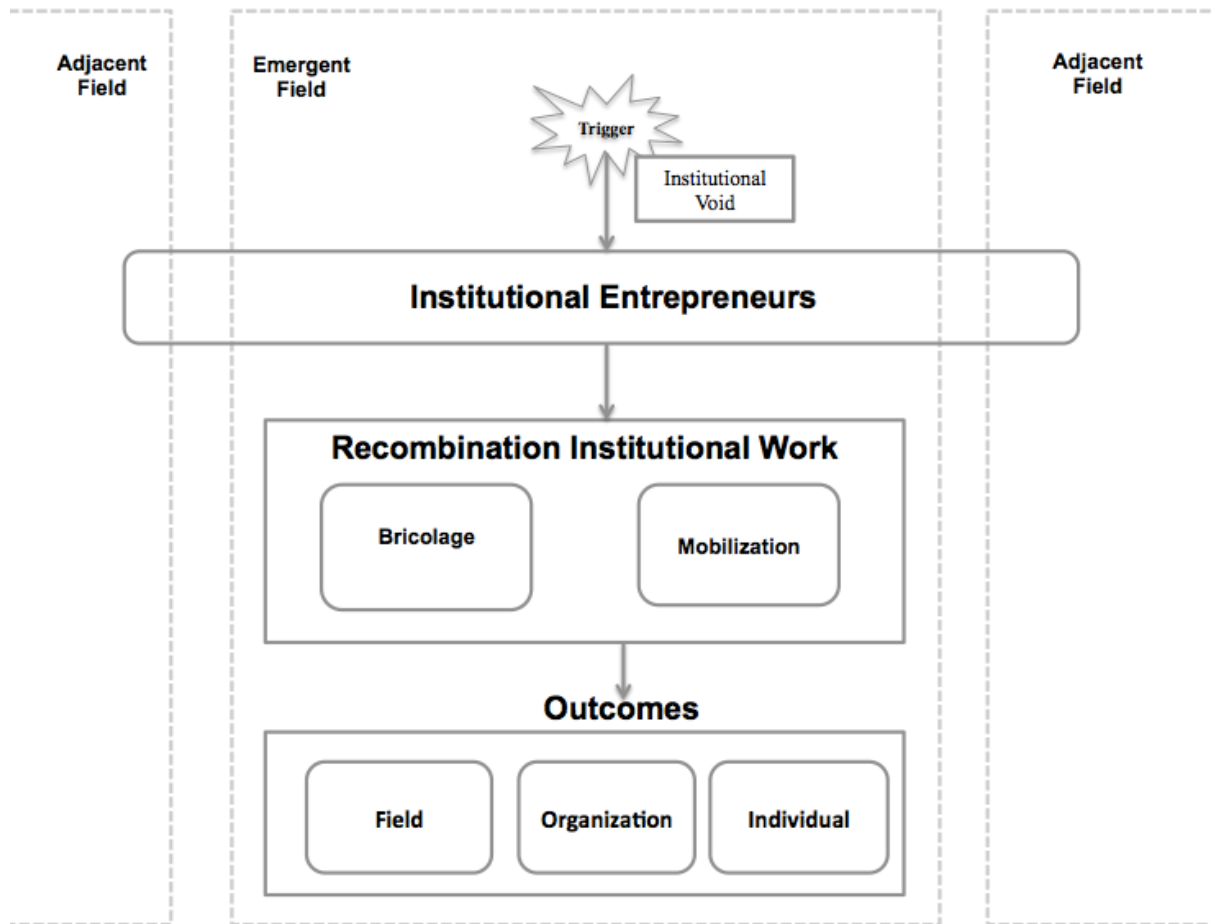 Adjacent
Field
Emergent
Field
Adjacent
Field
Trigger
Institutional
Void
Institutional Entrepreneurs
Recombination Institutional Work
Bricolage
Mobilization
Outcomes
Field
Organization
Individual